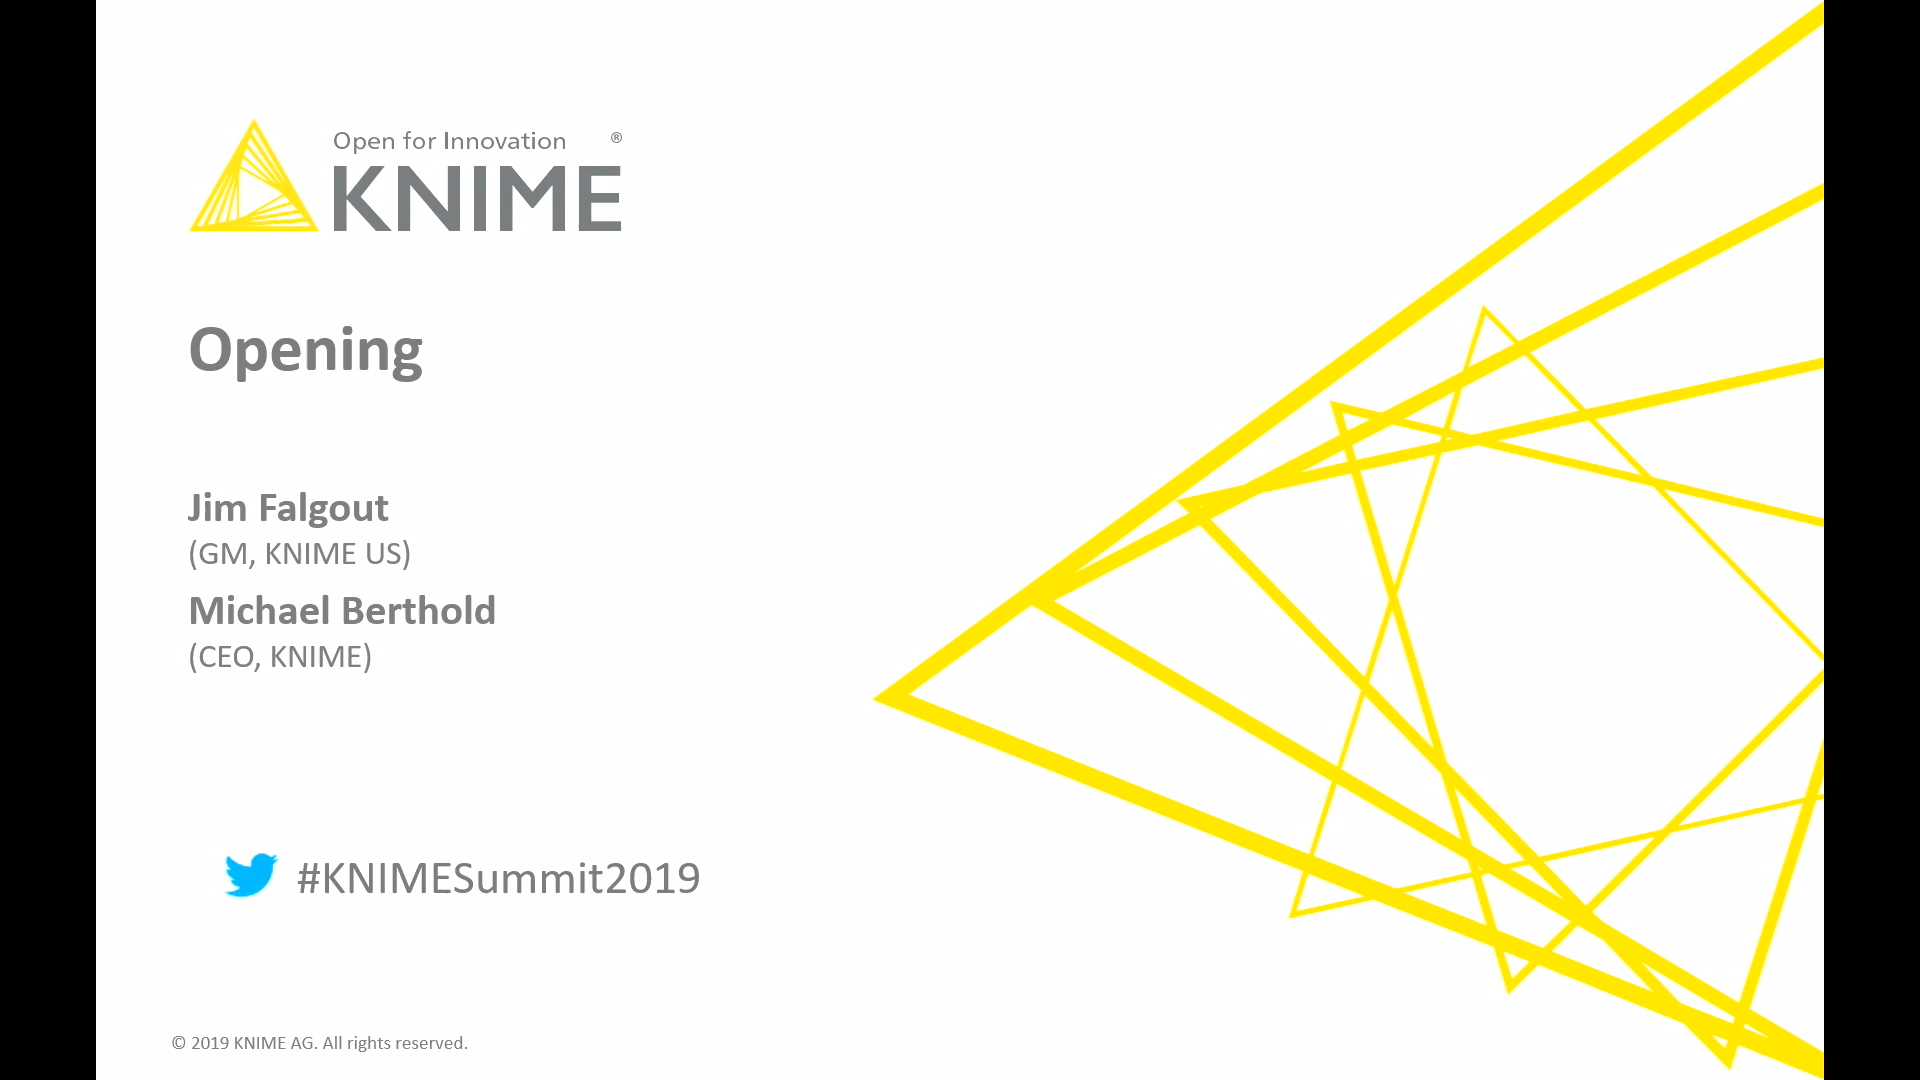 Open for Innovation ®
KNIME
Opening
Jim Falgout
(GM, KNIME US)
Michael Berthold
(CEO, KNIME)
#KNIMESummit2019
© 2019 KNIME AG. All rights reserved.